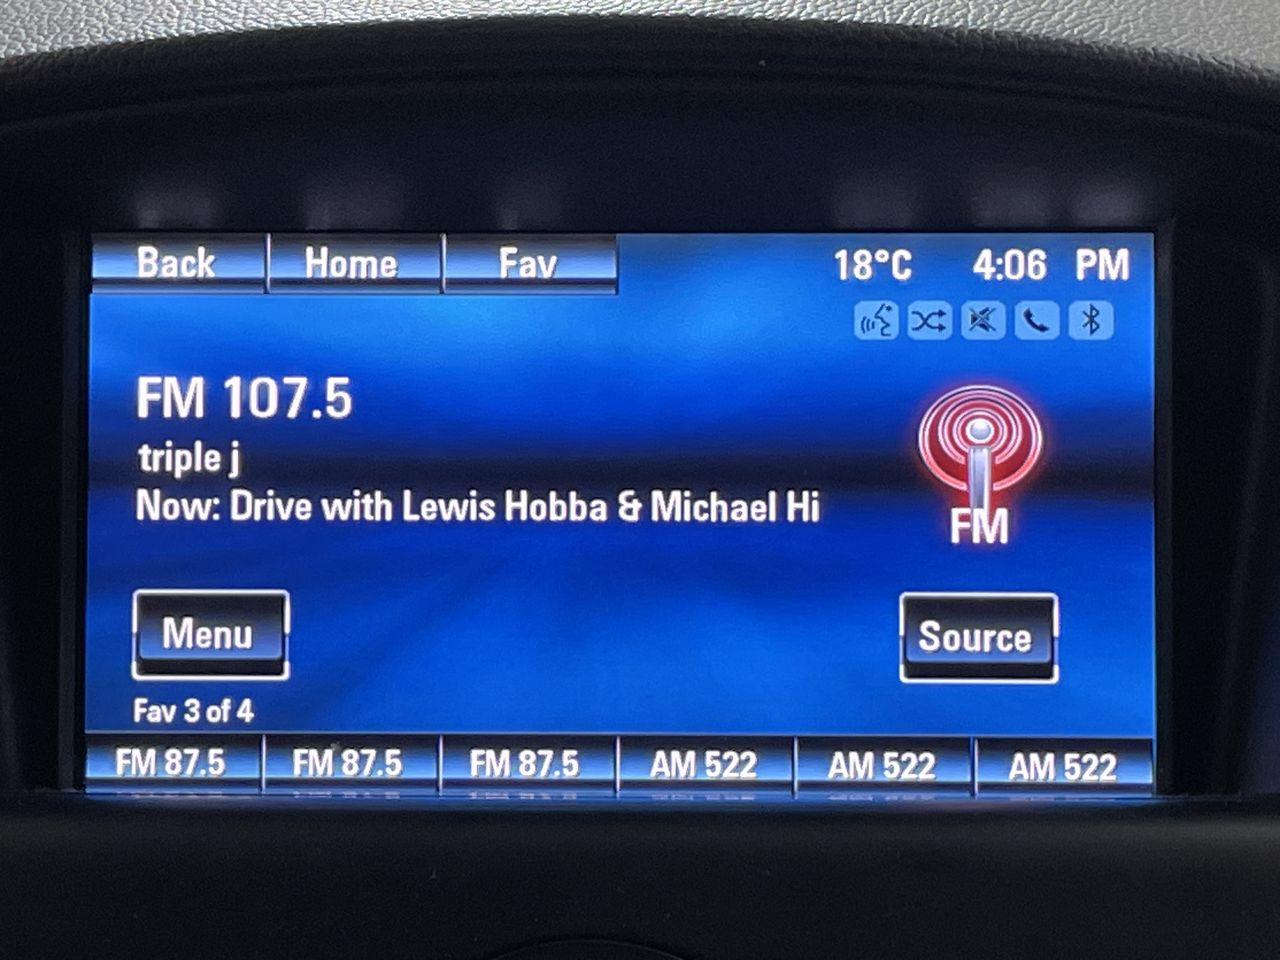 Back Home Fav 18°C 4:06 PM
FM 107.5
triple j
Now: Drive with Lewis Hobba & Michael Hi
FM
Menu Source
Fav 3 of 4
FM 87.5 FM 87.5 FM 87.5 AM 522 AM 522 AM 522